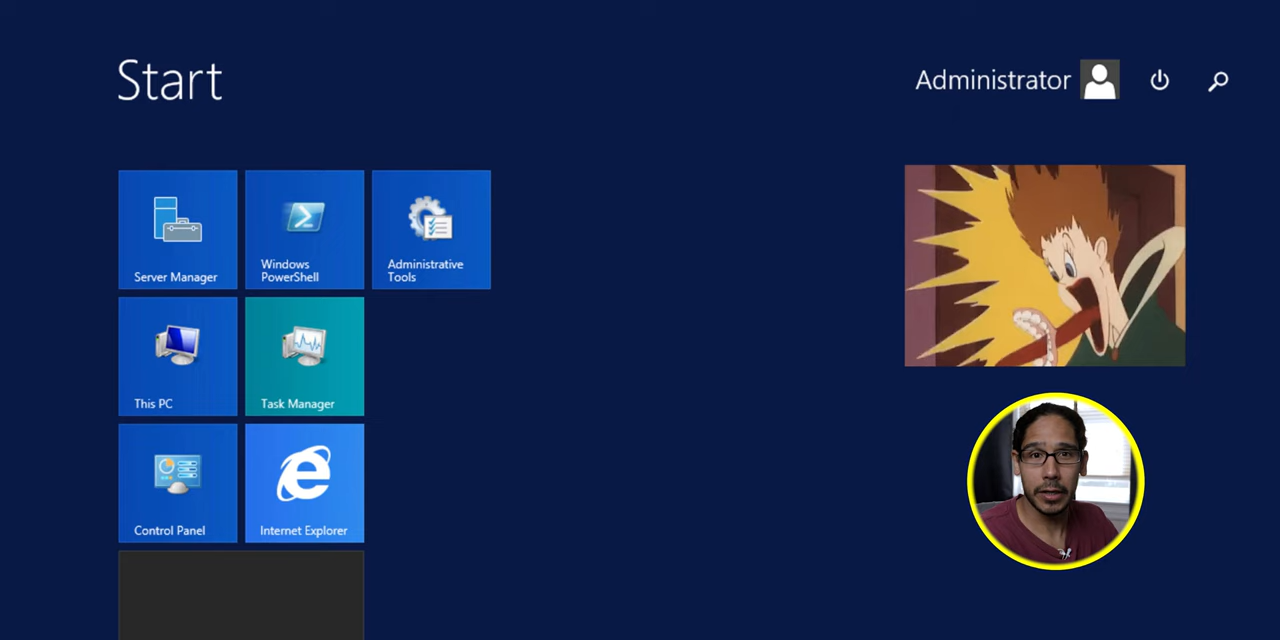 Start
Administrator
Server Manager
Windows
PowerShell
Administrative
Tools
This PC
Task Manager
Control Panel
Internet Explorer